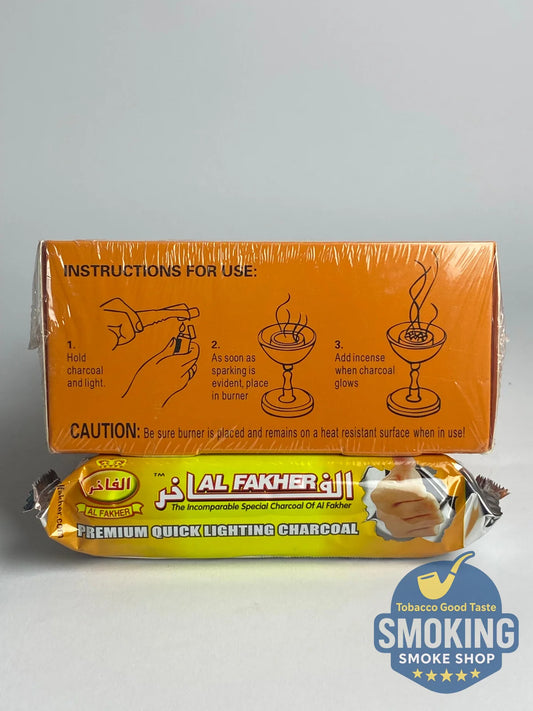 INSTRUCTIONS FOR USE:
1.
Hold
charcoal
and light.
2.
As soon as
sparking is
evident, place
in burner
3.
Add incense
when charcoal
glows
CAUTION: Be sure burner is placed and remains on a heat resistant surface when in use!
الفاخر
AL FAKHER
الفاخر AL FAKHER ™
The Incomparable Special Charcoal Of Al Fakher
PREMIUM QUICK LIGHTING CHARCOAL
Tobacco Good Taste
SMOKING
SMOKE SHOP